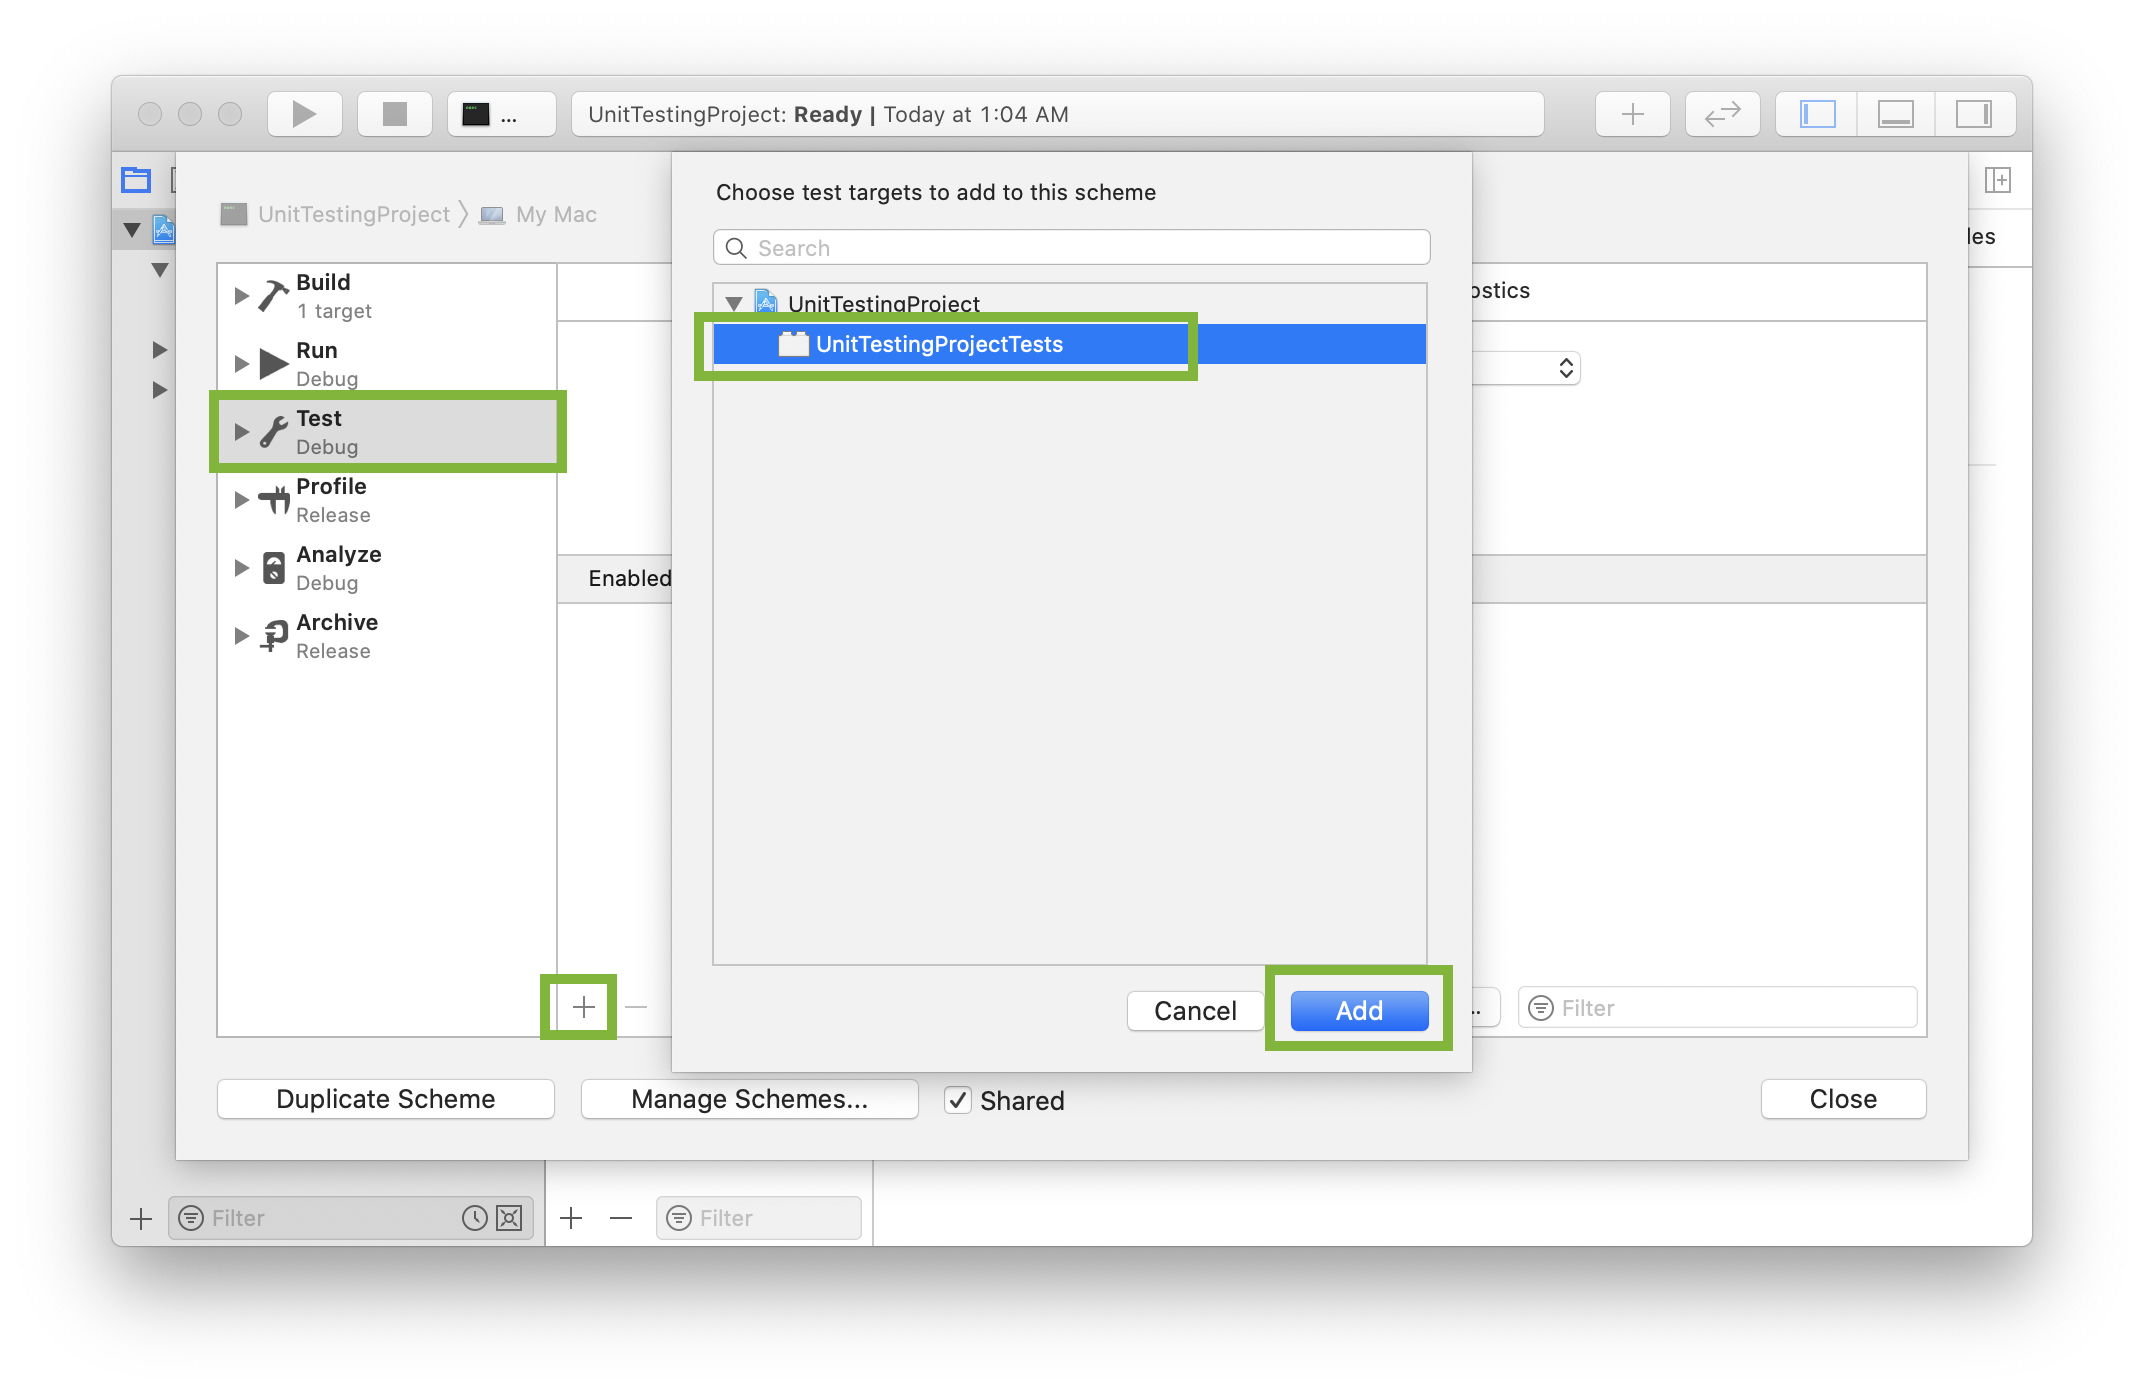 ...
UnitTestingProject: Ready | Today at 1:04 AM
UnitTestingProject
My Mac
Build
1 target
Run
Debug
Test
Debug
Profile
Release
Analyze
Debug
Archive
Release
Enabled
Choose test targets to add to this scheme
Search
UnitTestingProject
UnitTestingProjectTests
Cancel
Add
ostics
les
..
Filter
Duplicate Scheme
Manage Schemes...
Shared
Close
Filter
Filter